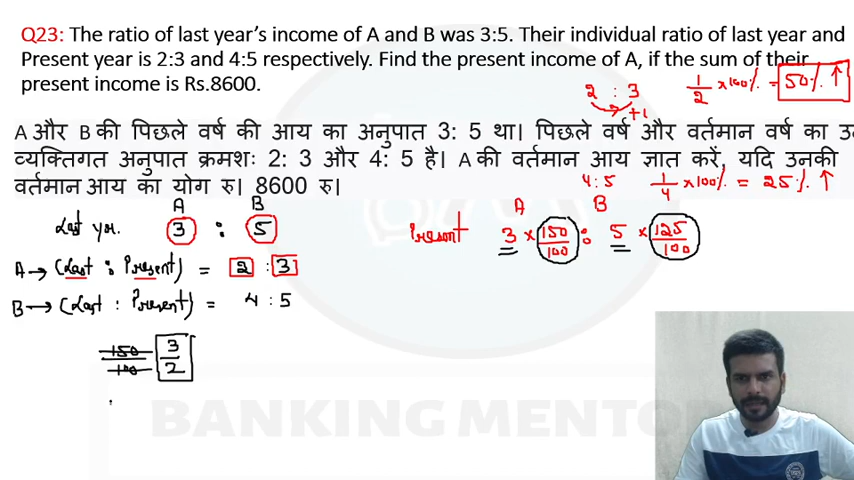 Q23: The ratio of last year's income of A and B was 3:5. Their individual ratio of last year and
Present year is 2:3 and 4:5 respectively. Find the present income of A, if the sum of their
present income is Rs.8600.
2 : 3
+1
1/2 ×100% = 50% ↑
A और B की पिछले वर्ष की आय का अनुपात 3: 5 था। पिछले वर्ष और वर्तमान वर्ष का
व्यक्तिगत अनुपात क्रमशः 2: 3 और 4: 5 है। A की वर्तमान आय ज्ञात करें, यदि उनकी
वर्तमान आय का योग रु। 8600 रु।
4:5 1/4 ×100% = 25% ↑
A B
Last yr. 3 : 5
A B
Present 3 × 150/100 : 5 × 125/100
A → (Last : Present) = 2 : 3
B → (Last : Present) = 4 : 5
150/100 3/2
BANKING MENTO